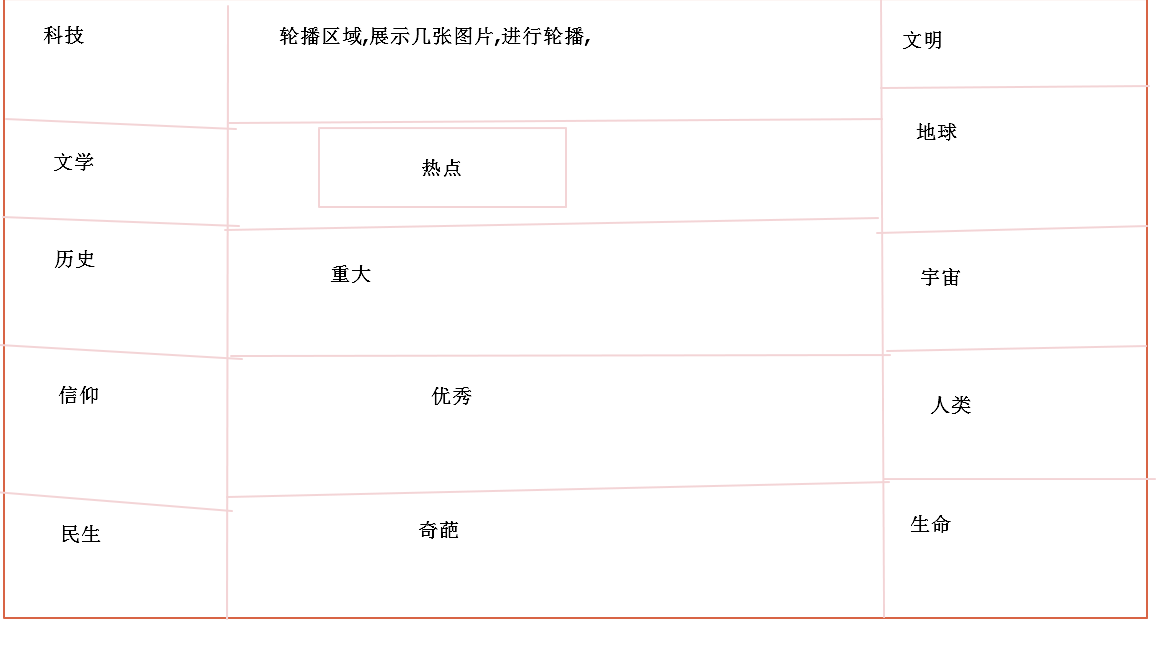 科技
轮播区域,展示几张图片,进行轮播,
文明
地球
文学
热点
历史
重大
宇宙
信仰
优秀
人类
民生
奇葩
生命